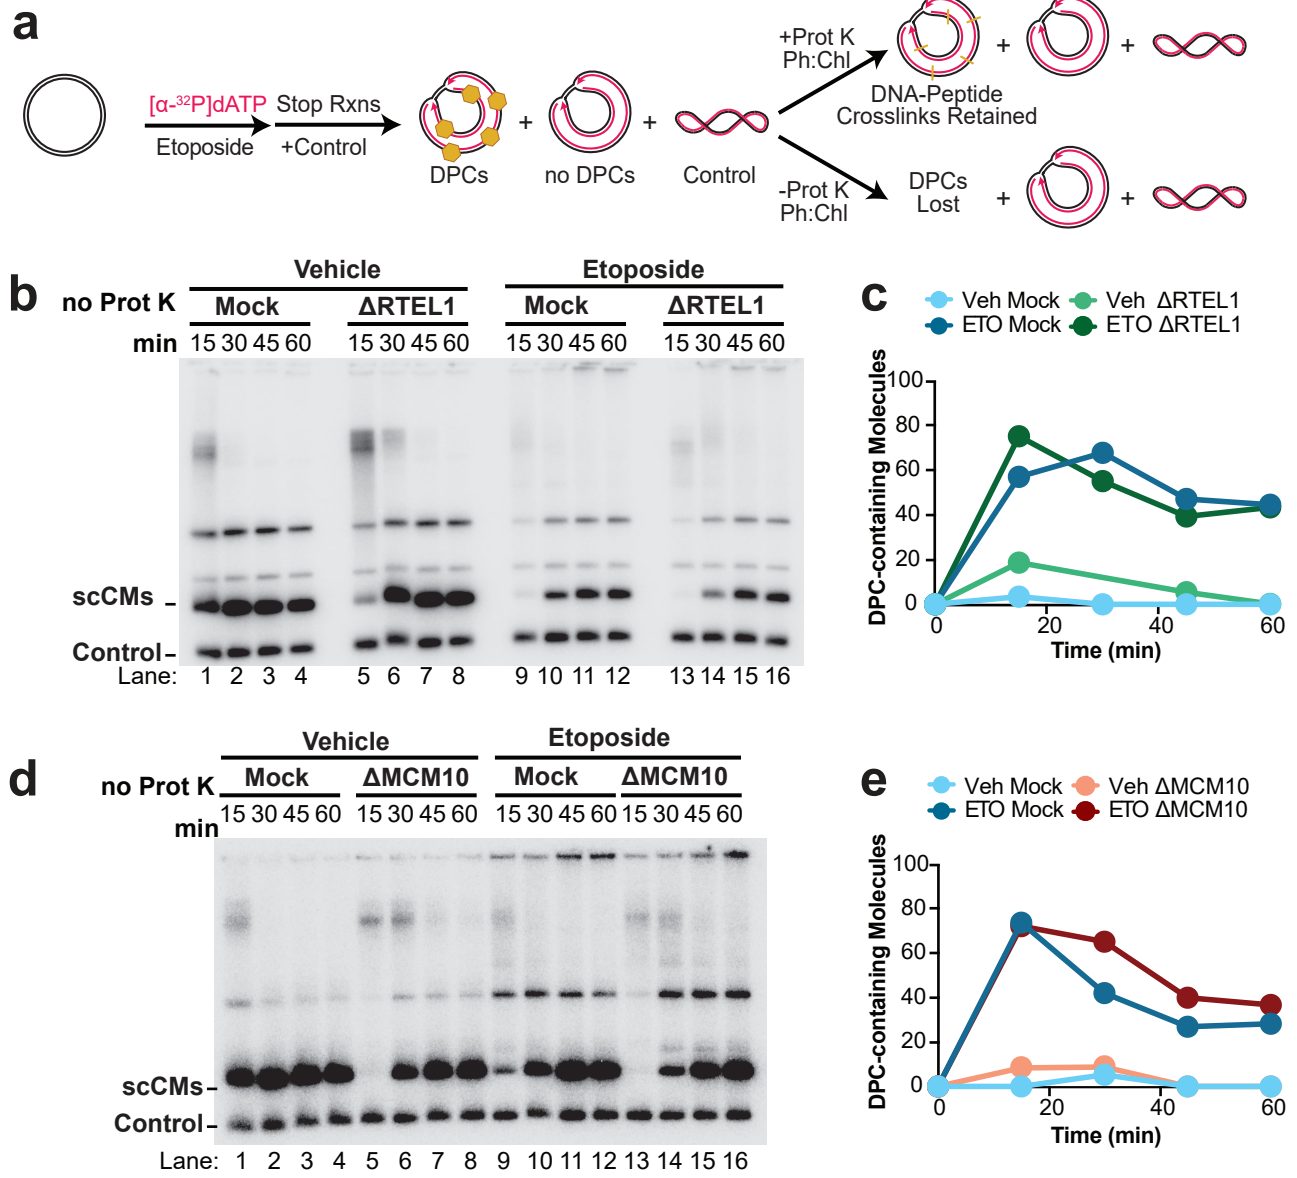 a
[α-³²P]dATP
Etoposide
Stop Rxns
+Control
DPCs
+
no DPCs
+
Control
+Prot K
Ph:Chl
DNA-Peptide
Crosslinks Retained
+
+
-Prot K
Ph:Chl
DPCs
Lost
+
+
b
Vehicle
Etoposide
no Prot K
Mock
ΔRTEL1
Mock
ΔRTEL1
min
15 30 45 60
15 30 45 60
15 30 45 60
15 30 45 60
scCMs
Control
Lane: 1 2 3 4 5 6 7 8 9 10 11 12 13 14 15 16
c
Veh Mock
Veh ΔRTEL1
ETO Mock
ETO ΔRTEL1
DPC-containing Molecules
100
80
60
40
20
0
0 20 40 60
Time (min)
d
Vehicle
Etoposide
no Prot K
Mock
ΔMCM10
Mock
ΔMCM10
min
15 30 45 60
15 30 45 60
15 30 45 60
15 30 45 60
scCMs
Control
Lane: 1 2 3 4 5 6 7 8 9 10 11 12 13 14 15 16
e
Veh Mock
Veh ΔMCM10
ETO Mock
ETO ΔMCM10
DPC-containing Molecules
100
80
60
40
20
0
0 20 40 60
Time (min)